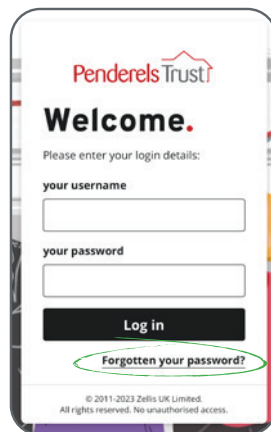 Penderels Trust
Welcome.
Please enter your login details:
your username
your password
Log in
Forgotten your password?
© 2011-2023 Zellis UK Limited.
All rights reserved. No unauthorised access.